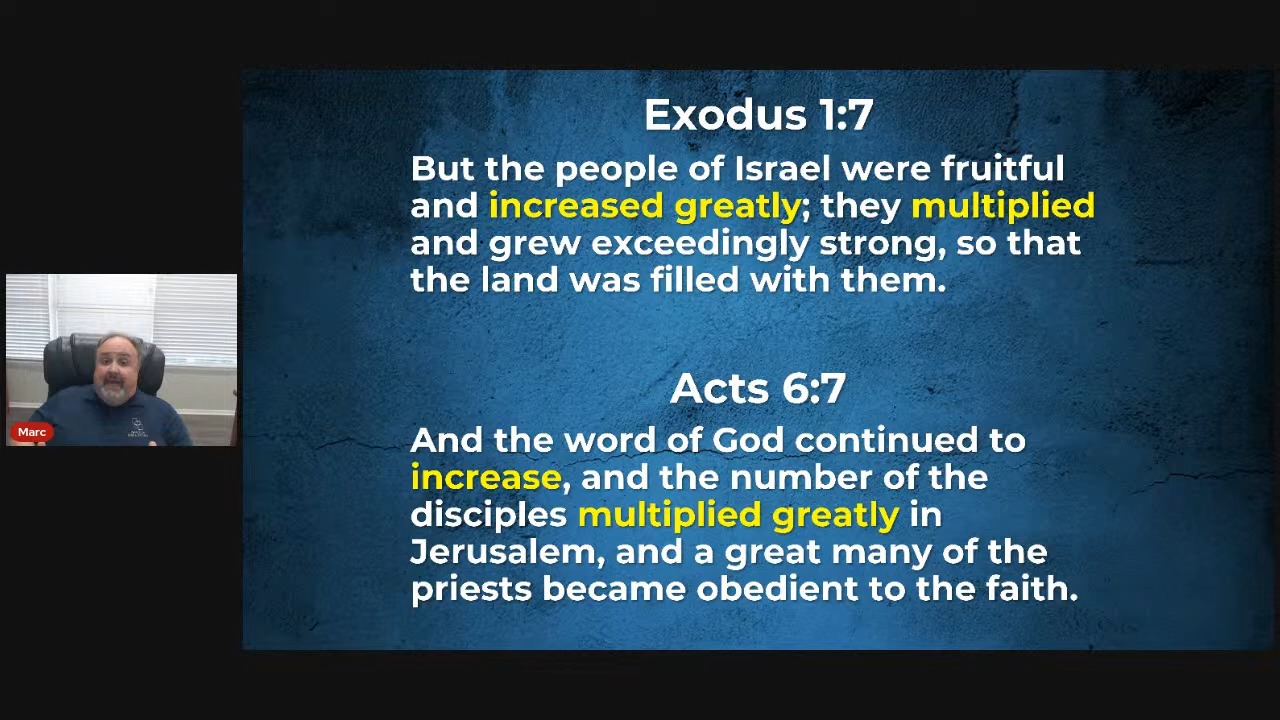 Exodus 1:7
But the people of Israel were fruitful
and increased greatly; they multiplied
and grew exceedingly strong, so that
the land was filled with them.
Acts 6:7
And the word of God continued to
increase, and the number of the
disciples multiplied greatly in
Jerusalem, and a great many of the
priests became obedient to the faith.
Marc